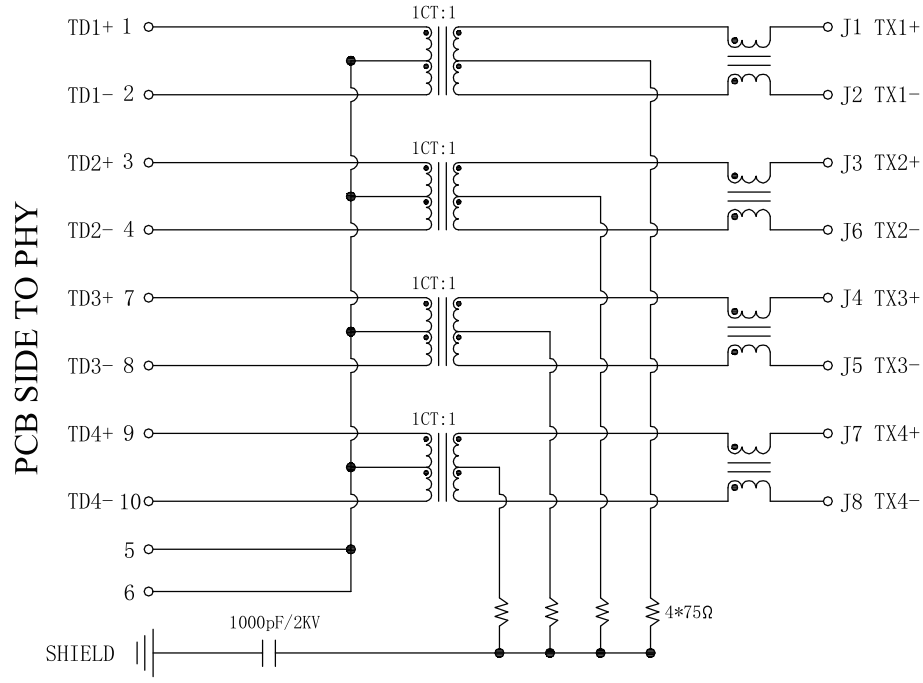 1CT:1
TD1+ 1 J1 TX1+
TD1- 2 J2 TX1-
1CT:1
TD2+ 3 J3 TX2+
TD2- 4 J6 TX2-
PCB SIDE TO PHY
1CT:1
TD3+ 7 J4 TX3+
TD3- 8 J5 TX3-
1CT:1
TD4+ 9 J7 TX4+
TD4- 10 J8 TX4-
5
6
1000pF/2KV 4*75Ω
SHIELD